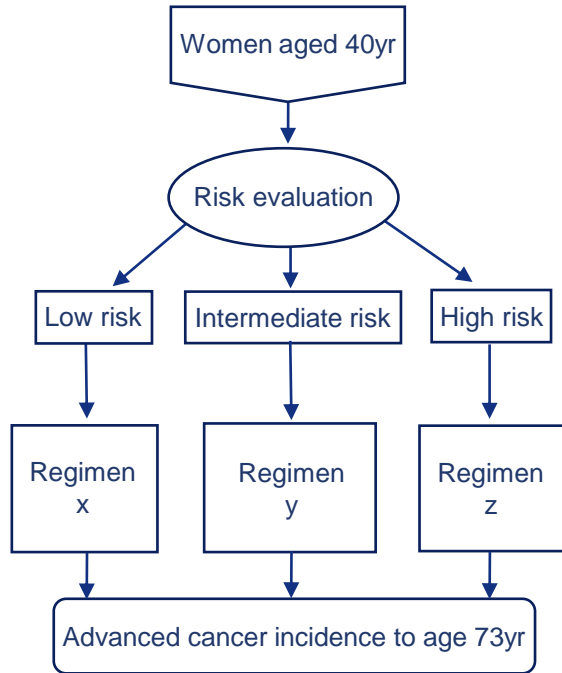 Women aged 40yr
Risk evaluation
Low risk
Intermediate risk
High risk
Regimen
x
Regimen
y
Regimen
z
Advanced cancer incidence to age 73yr